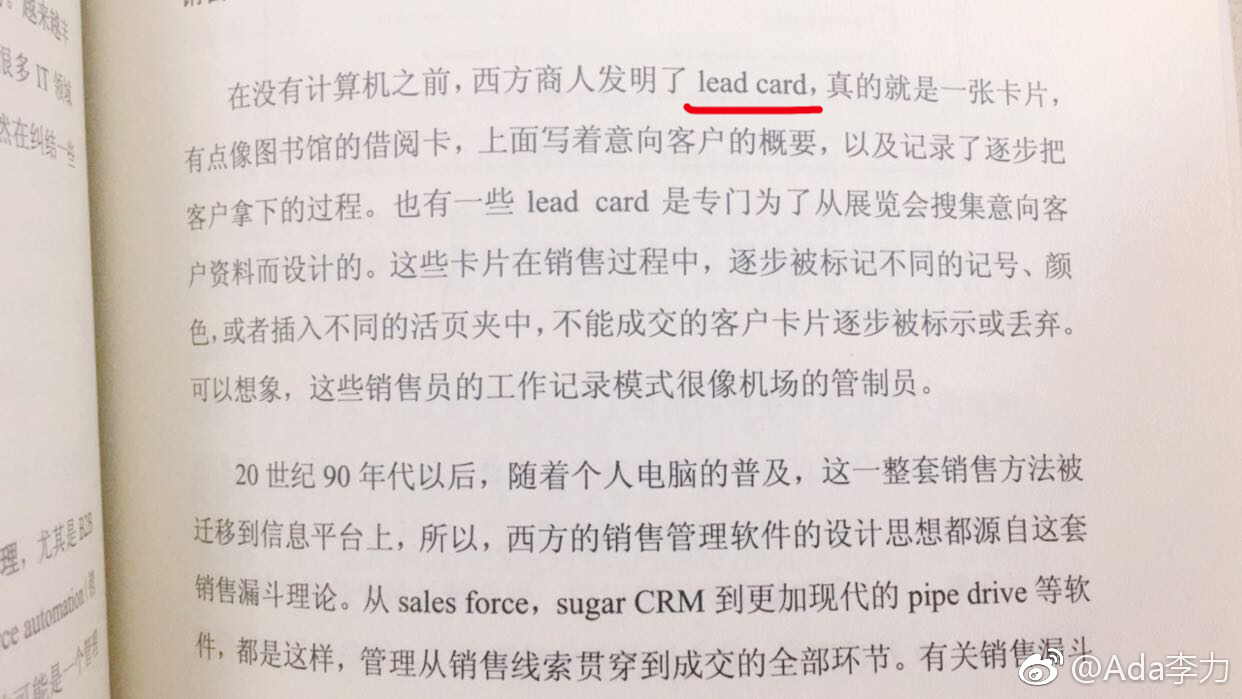 越来越丰
很多 IT 领域
然在纠结一些
理，尤其是 B2B
rce automation (销
可能是一个管理
销售
在没有计算机之前，西方商人发明了 lead card，真的就是一张卡片，
有点像图书馆的借阅卡，上面写着意向客户的概要，以及记录了逐步把
客户拿下的过程。也有一些 lead card 是专门为了从展览会搜集意向客
户资料而设计的。这些卡片在销售过程中，逐步被标记不同的记号、颜
色，或者插入不同的活页夹中，不能成交的客户卡片逐步被标示或丢弃。
可以想象，这些销售员的工作记录模式很像机场的管制员。
20 世纪 90 年代以后，随着个人电脑的普及，这一整套销售方法被
迁移到信息平台上，所以，西方的销售管理软件的设计思想都源自这套
销售漏斗理论。从 sales force，sugar CRM 到更加现代的 pipe drive 等软
件，都是这样，管理从销售线索贯穿到成交的全部环节。有关销售漏斗
@Ada李力